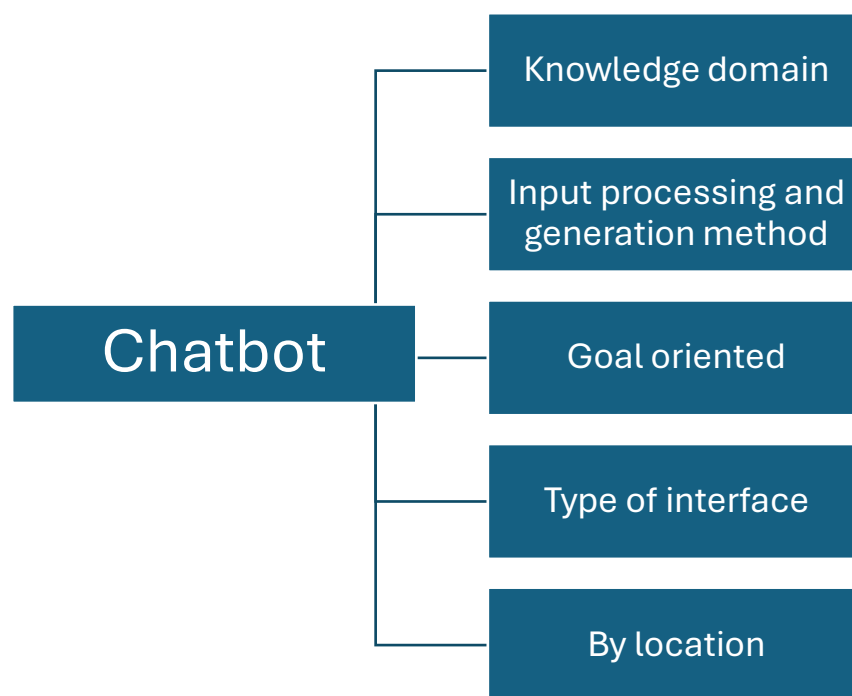 Knowledge domain
Input processing and
generation method
Chatbot
Goal oriented
Type of interface
By location